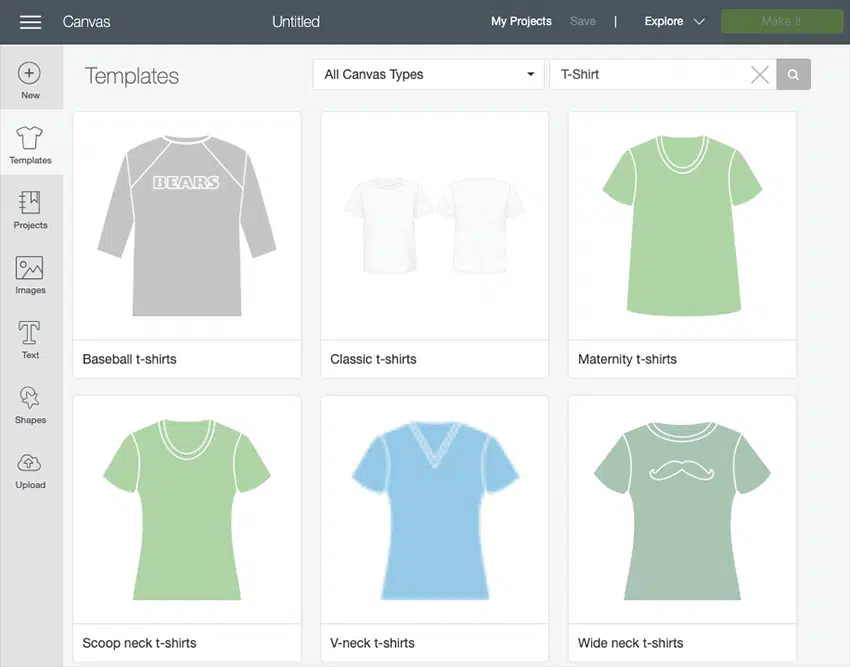 Canvas
Untitled
My Projects Save | Explore
Make It
New
Templates
Projects
Images
Text
Shapes
Upload
Templates
All Canvas Types
T-Shirt
BEARS
Baseball t-shirts
Classic t-shirts
Maternity t-shirts
Scoop neck t-shirts
V-neck t-shirts
Wide neck t-shirts